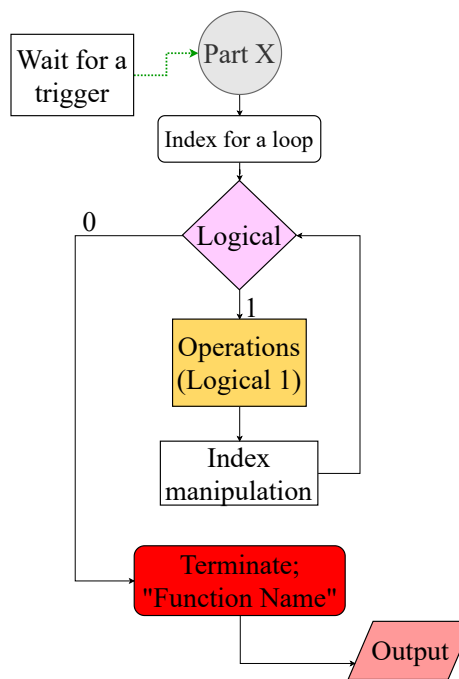 Wait for a
trigger
Part X
Index for a loop
Logical
0
1
Operations
(Logical 1)
Index
manipulation
Terminate;
"Function Name"
Output